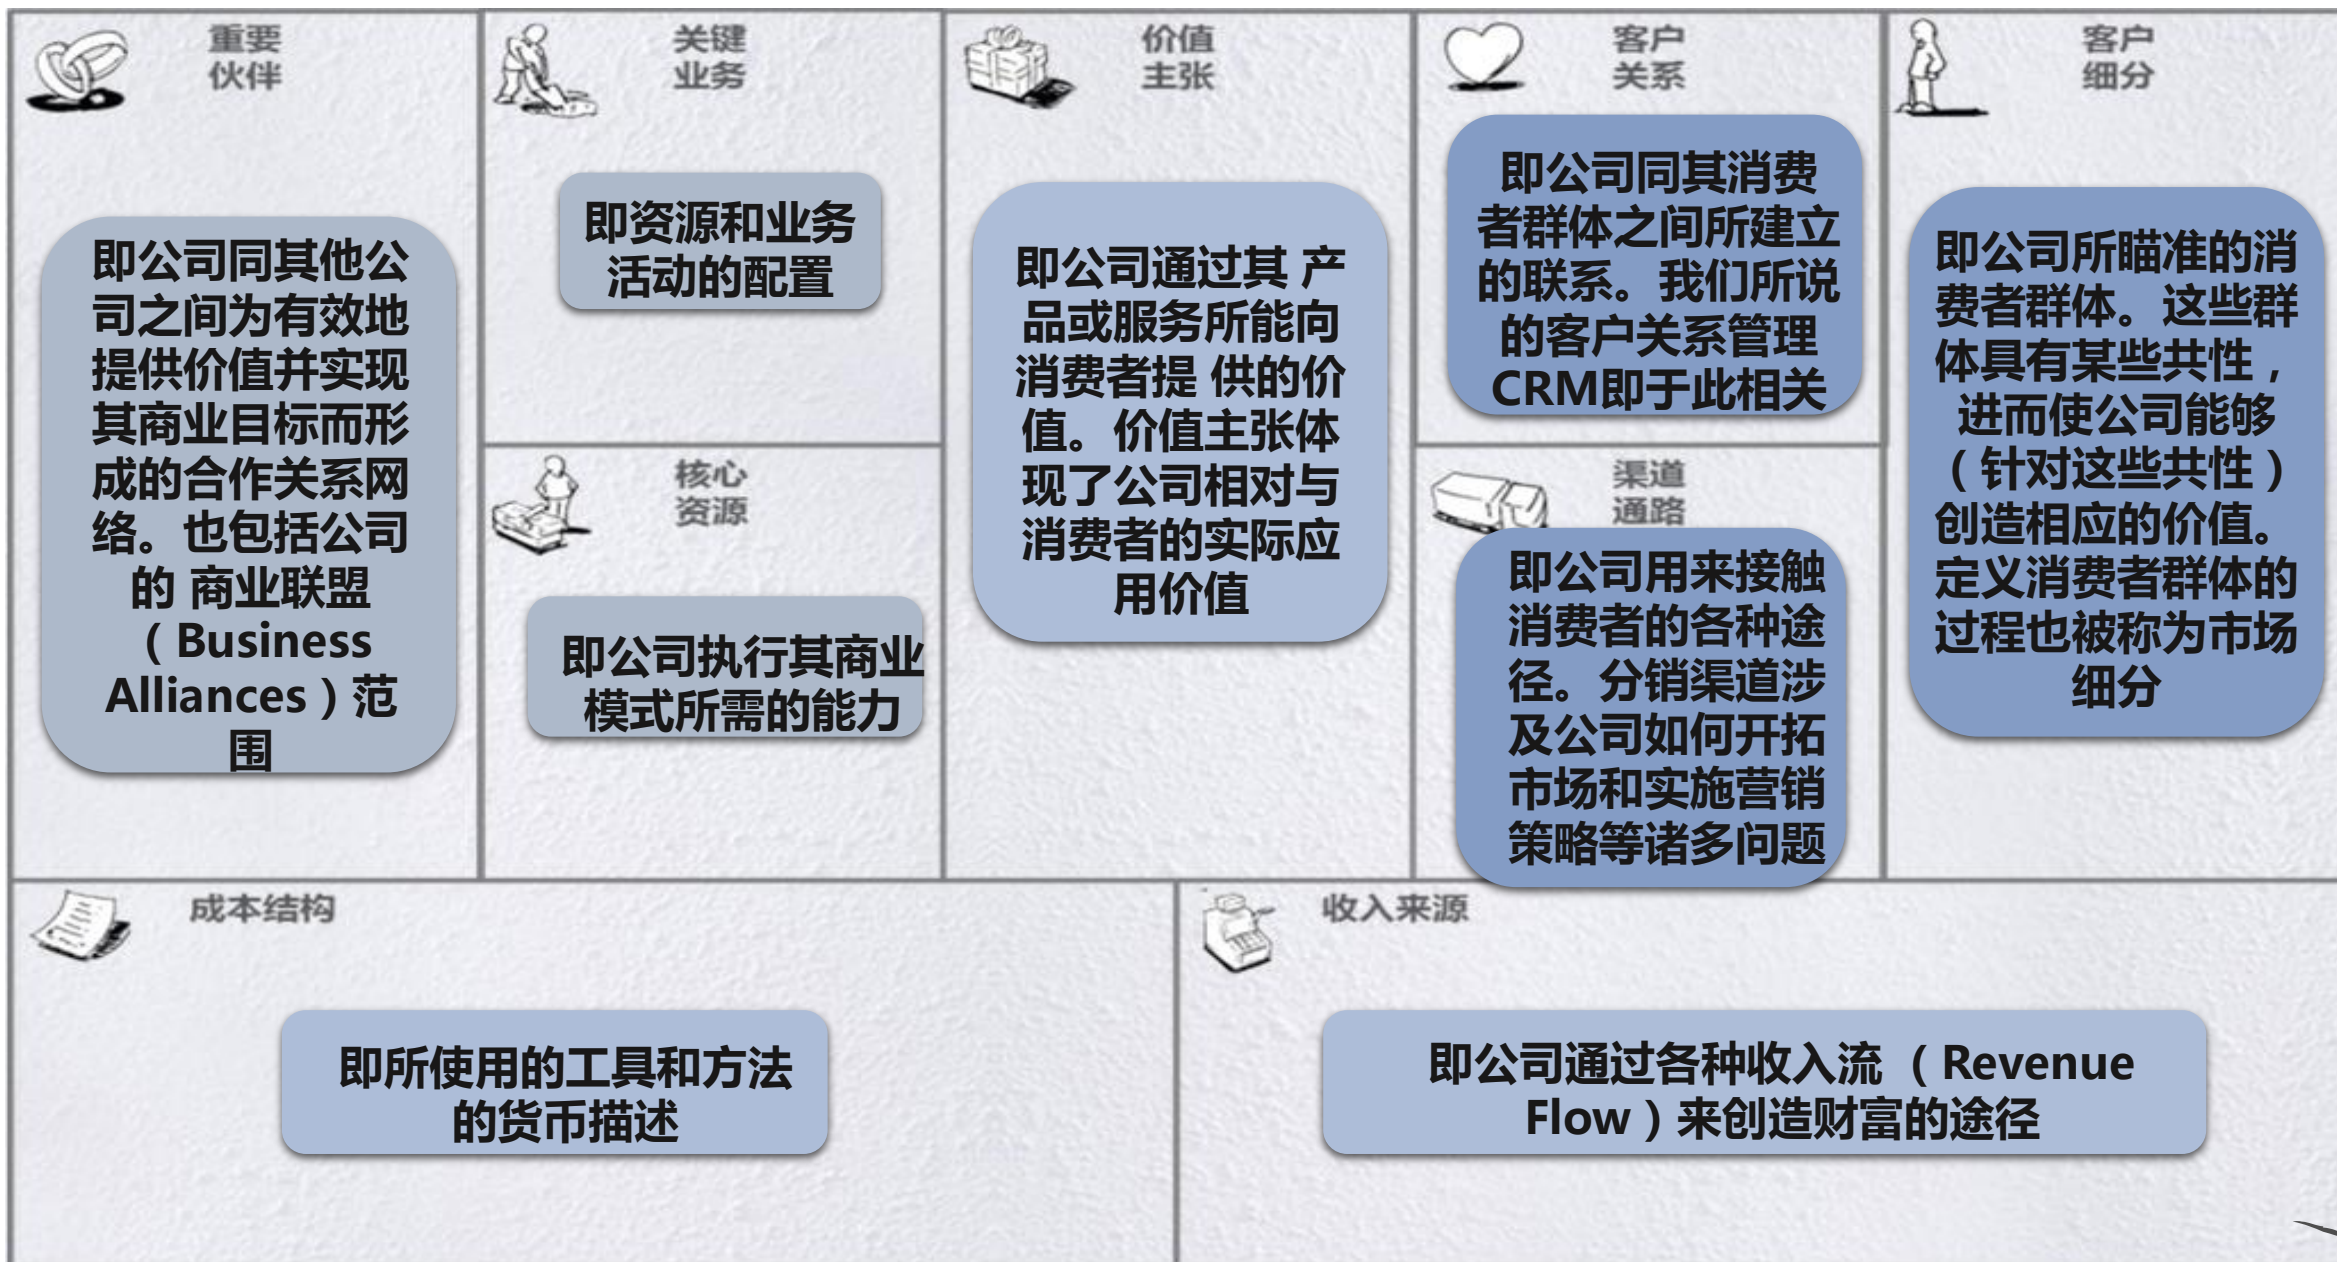 重要
伙伴
即公司同其他公
司之间为有效地
提供价值并实现
其商业目标而形
成的合作关系网
络。也包括公司
的 商业联盟
（Business
Alliances）范
围
关键
业务
即资源和业务
活动的配置
核心
资源
即公司执行其商业
模式所需的能力
价值
主张
即公司通过其 产
品或服务所能向
消费者提 供的价
值。价值主张体
现了公司相对与
消费者的实际应
用价值
客户
关系
即公司同其消费
者群体之间所建立
的联系。我们所说
的客户关系管理
CRM即于此相关
渠道
通路
即公司用来接触
消费者的各种途
径。分销渠道涉
及公司如何开拓
市场和实施营销
策略等诸多问题
客户
细分
即公司所瞄准的消
费者群体。这些群
体具有某些共性，
进而使公司能够
（针对这些共性）
创造相应的价值。
定义消费者群体的
过程也被称为市场
细分
成本结构
即所使用的工具和方法
的货币描述
收入来源
即公司通过各种收入流 （Revenue
Flow）来创造财富的途径